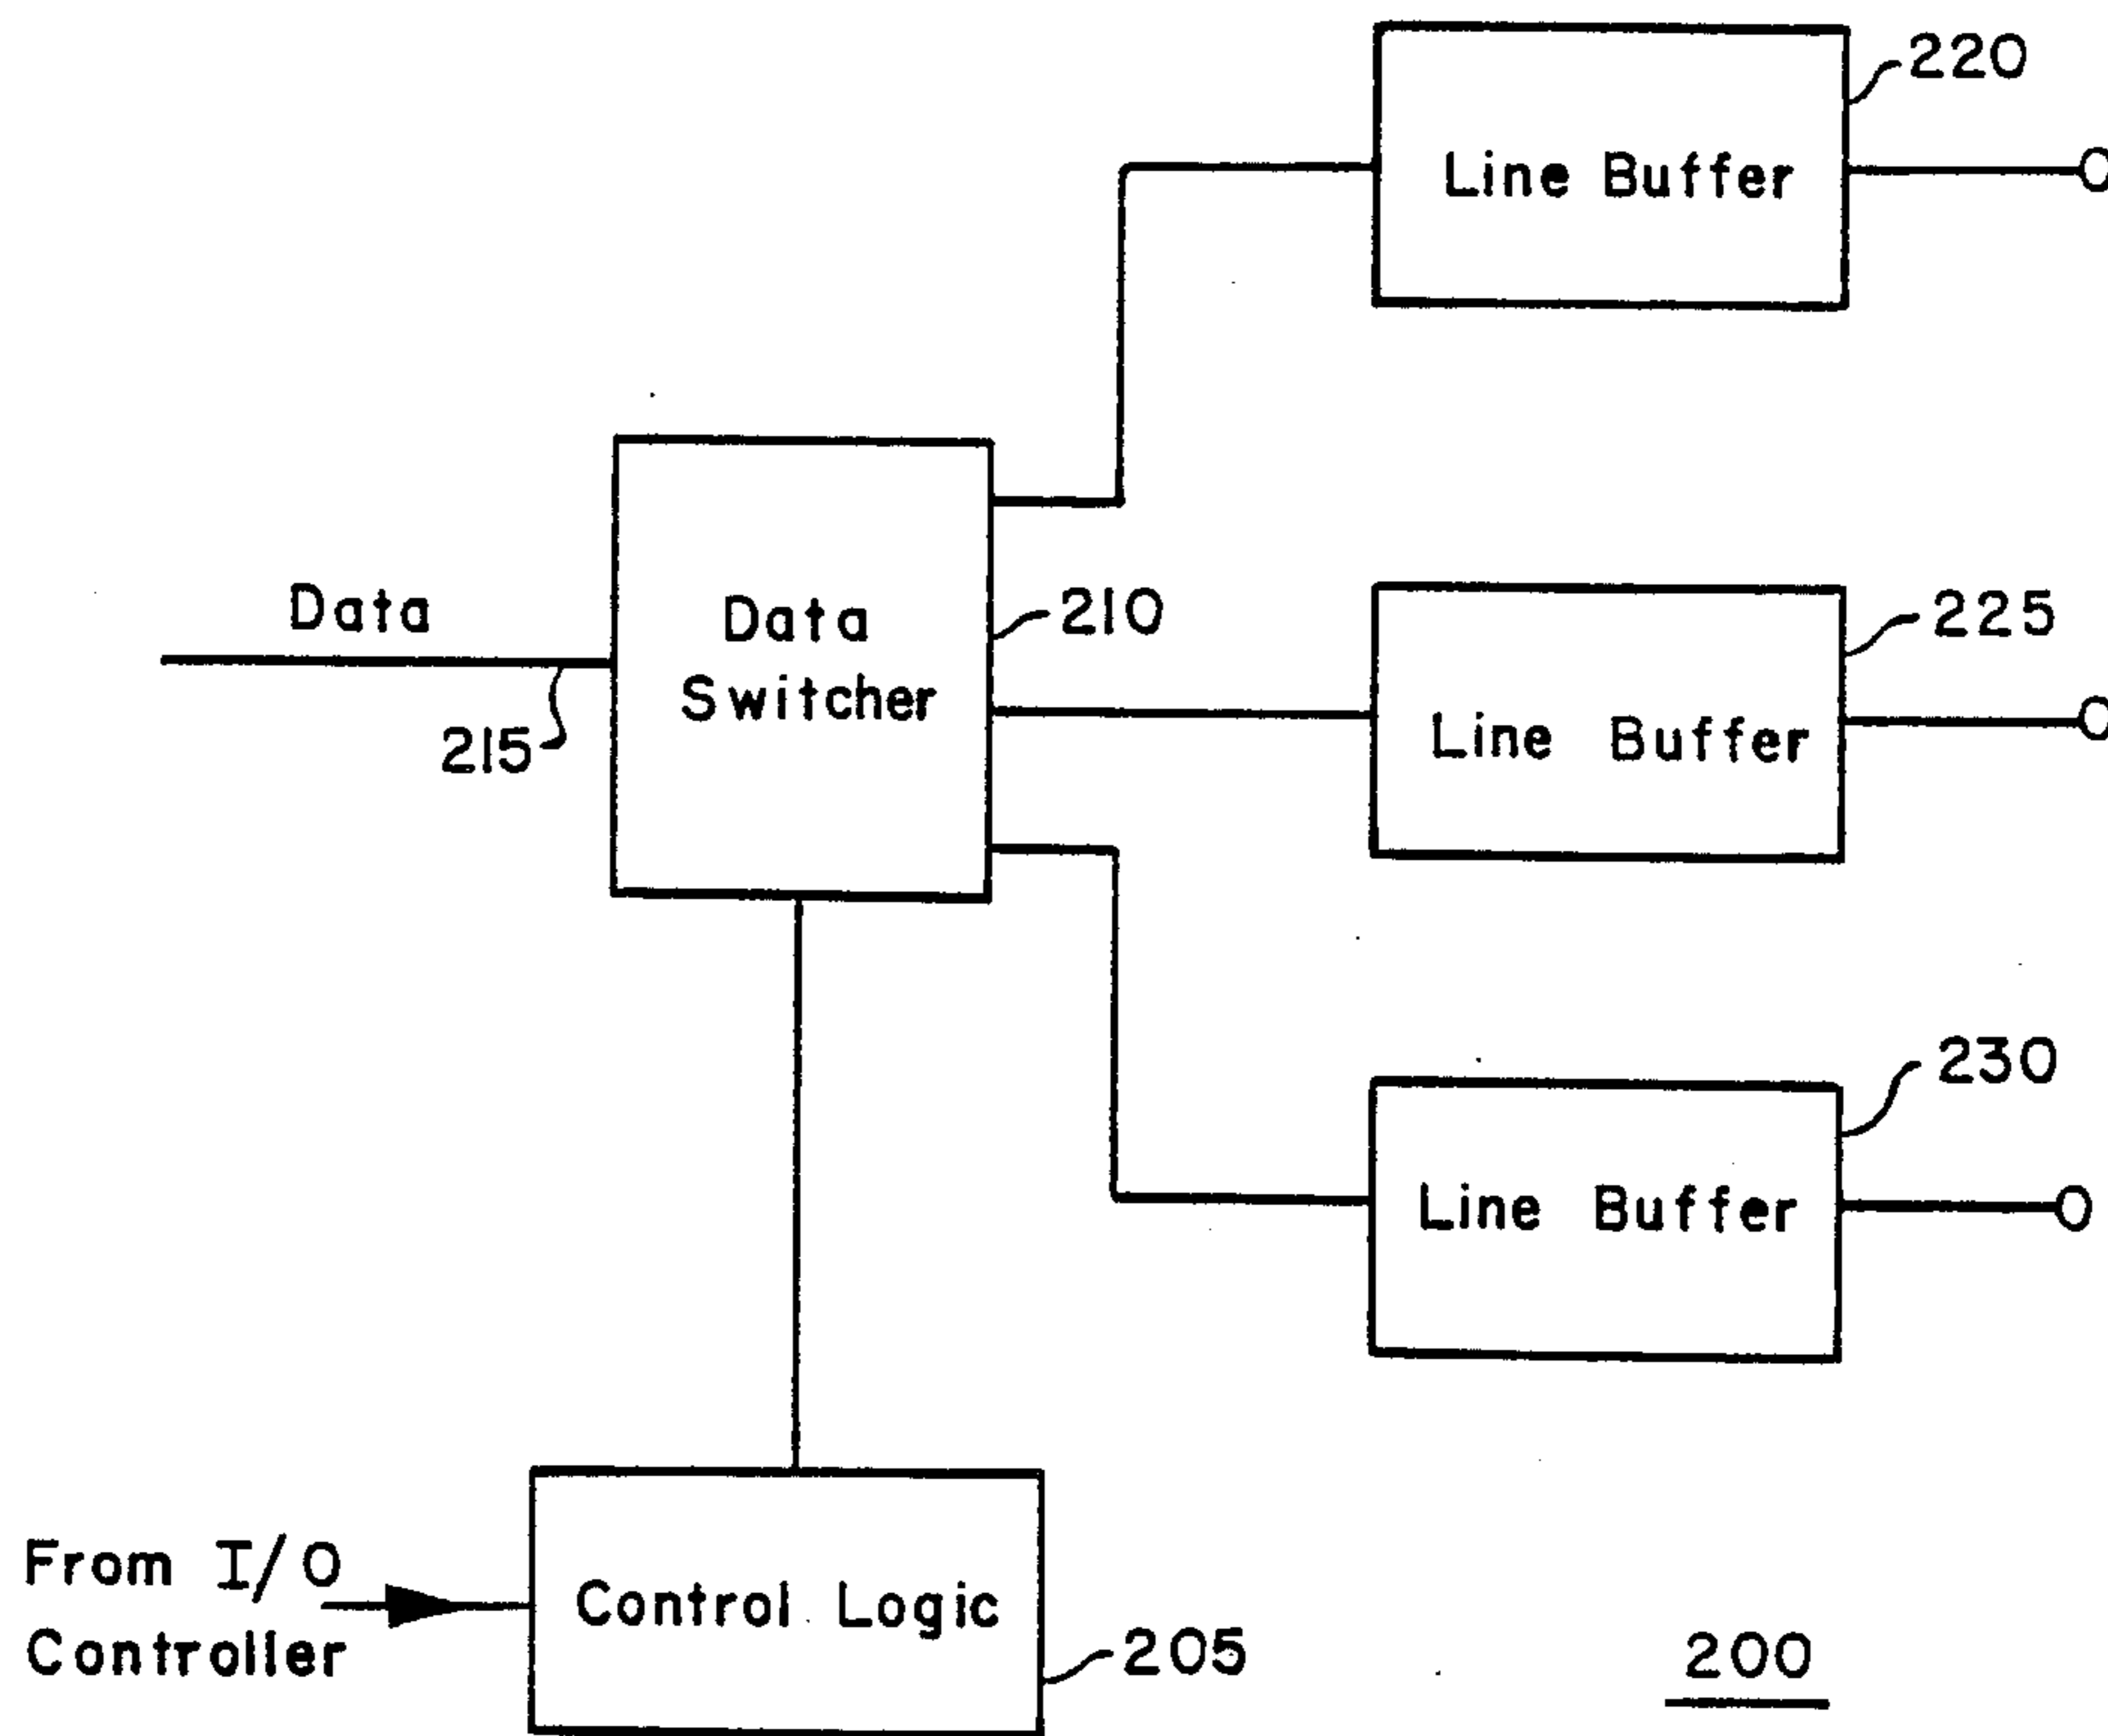 220
Line Buffer
Data
Data
Switcher
210
215
225
Line Buffer
230
Line Buffer
From I/O
Controller
Control Logic
205
200